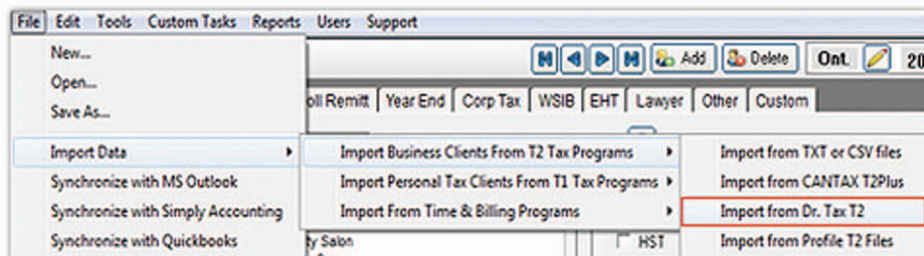 File Edit Tools Custom Tasks Reports Users Support
New...
Open...
Save As...
Add Delete Ont. 20
Remitt Year End Corp Tax WSIB EHT Lawyer Other Custom
Import Data
Synchronize with MS Outlook
Synchronize with Simply Accounting
Synchronize with Quickbooks
Import Business Clients From T2 Tax Programs
Import Personal Tax Clients From T1 Tax Programs
Import From Time & Billing Programs
Import from TXT or CSV files
Import from CANTAX T2Plus
Import from Dr. Tax T2
Import from Profile T2 Files
Salon
HST